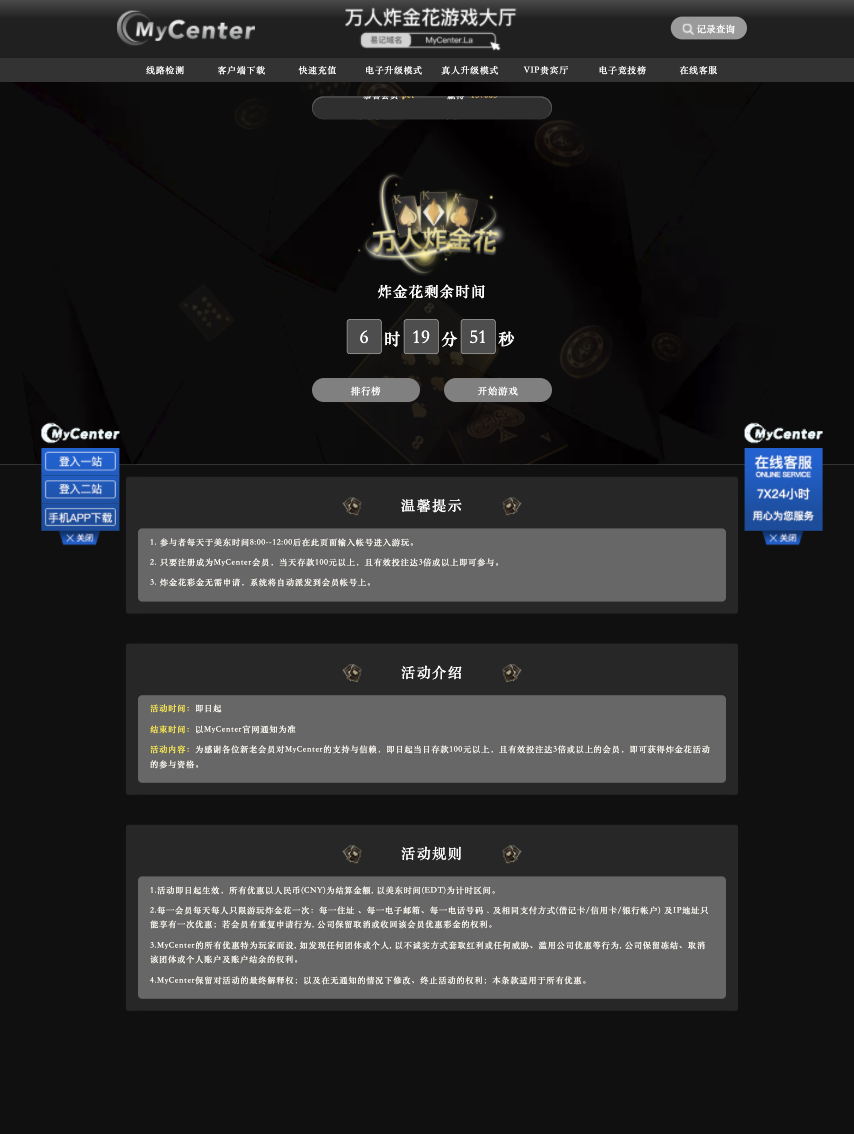 MyCenter
万人炸金花游戏大厅
易记域名 MyCenter.La
记录查询
线路检测 客户端下载 快速充值 电子升级模式 真人升级模式 VIP贵宾厅 电子竞技榜 在线客服
K K A
万人炸金花
炸金花剩余时间
6 时 19 分 51 秒
排行榜 开始游戏
MyCenter
登入一站
登入二站
手机APP下载
关闭
MyCenter
在线客服
ONLINE SERVICE
7X24小时
用心为您服务
关闭
温馨提示
1. 参与者每天于美东时间8:00--12:00后在此页面输入帐号进入游玩。
2. 只要注册成为MyCenter会员，当天存款100元以上，且有效投注达3倍或以上即可参与。
3. 炸金花彩金无需申请，系统将自动派发到会员帐号上。
活动介绍
活动时间：即日起
结束时间：以MyCenter官网通知为准
活动内容：为感谢各位新老会员对MyCenter的支持与信赖，即日起当日存款100元以上，且有效投注达3倍或以上的会员，即可获得炸金花活动
的参与资格。
活动规则
1.活动即日起生效，所有优惠以人民币(CNY)为结算金额, 以美东时间(EDT)为计时区间。
2.每一会员每天每人只限游玩炸金花一次：每一住址 、每一电子邮箱、每一电话号码﹑及相同支付方式(借记卡/信用卡/银行帐户) 及IP地址只
能享有一次优惠；若会员有重复申请行为, 公司保留取消或收回该会员优惠彩金的权利。
3.MyCenter的所有优惠特为玩家而设, 如发现任何团体或个人, 以不诚实方式套取红利或任何威胁、滥用公司优惠等行为, 公司保留冻结、取消
该团体或个人账户及账户结余的权利。
4.MyCenter保留对活动的最终解释权；以及在无通知的情况下修改、终止活动的权利；本条款适用于所有优惠。